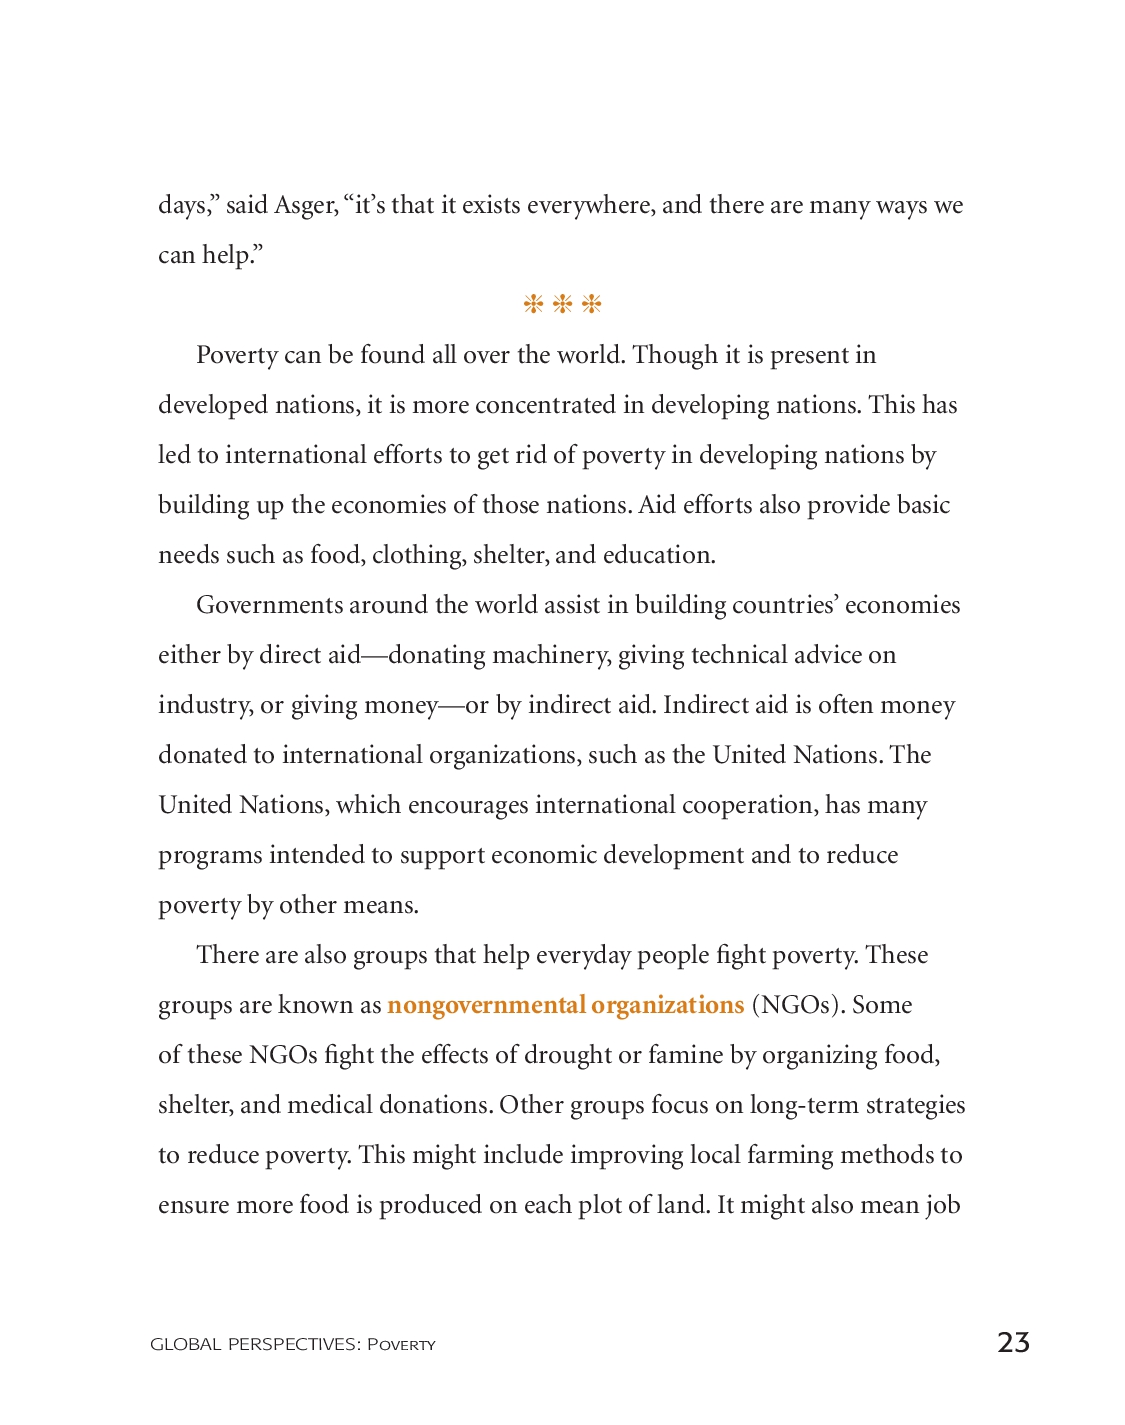 days,” said Asger, “it’s that it exists everywhere, and there are many ways we
can help.”
❉ ❉ ❉
Poverty can be found all over the world. Though it is present in
developed nations, it is more concentrated in developing nations. This has
led to international efforts to get rid of poverty in developing nations by
building up the economies of those nations. Aid efforts also provide basic
needs such as food, clothing, shelter, and education.
Governments around the world assist in building countries’ economies
either by direct aid—donating machinery, giving technical advice on
industry, or giving money—or by indirect aid. Indirect aid is often money
donated to international organizations, such as the United Nations. The
United Nations, which encourages international cooperation, has many
programs intended to support economic development and to reduce
poverty by other means.
There are also groups that help everyday people fight poverty. These
groups are known as nongovernmental organizations (NGOs). Some
of these NGOs fight the effects of drought or famine by organizing food,
shelter, and medical donations. Other groups focus on long-term strategies
to reduce poverty. This might include improving local farming methods to
ensure more food is produced on each plot of land. It might also mean job
GLOBAL PERSPECTIVES: Poverty 23